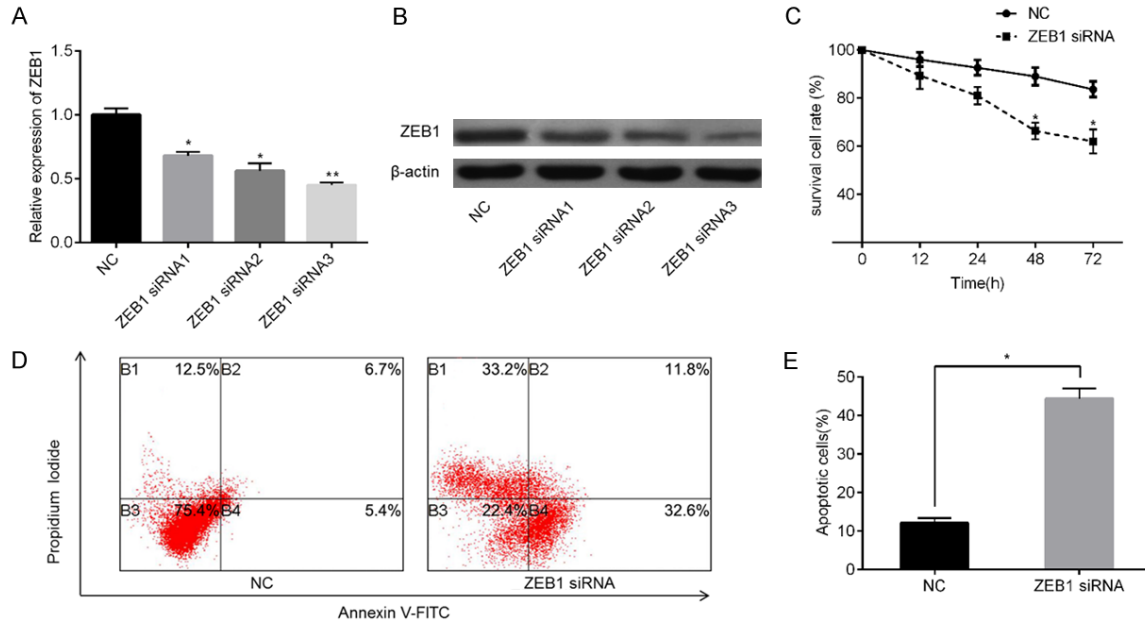 A
Relative expression of ZEB1
1.5
1.0
0.5
0.0
*
*
**
NC
ZEB1 siRNA1
ZEB1 siRNA2
ZEB1 siRNA3
B
ZEB1
β-actin
NC
ZEB1 siRNA1
ZEB1 siRNA2
ZEB1 siRNA3
C
NC
ZEB1 siRNA
survival cell rate (%)
100
80
60
40
*
*
0
12
24
48
72
Time(h)
D
Propidium Iodide
B1
12.5%
B2
6.7%
B3
75.4%
B4
5.4%
NC
B1
33.2%
B2
11.8%
B3
22.4%
B4
32.6%
ZEB1 siRNA
Annexin V-FITC
E
Apoptotic cells(%)
50
40
30
20
10
0
*
NC
ZEB1 siRNA